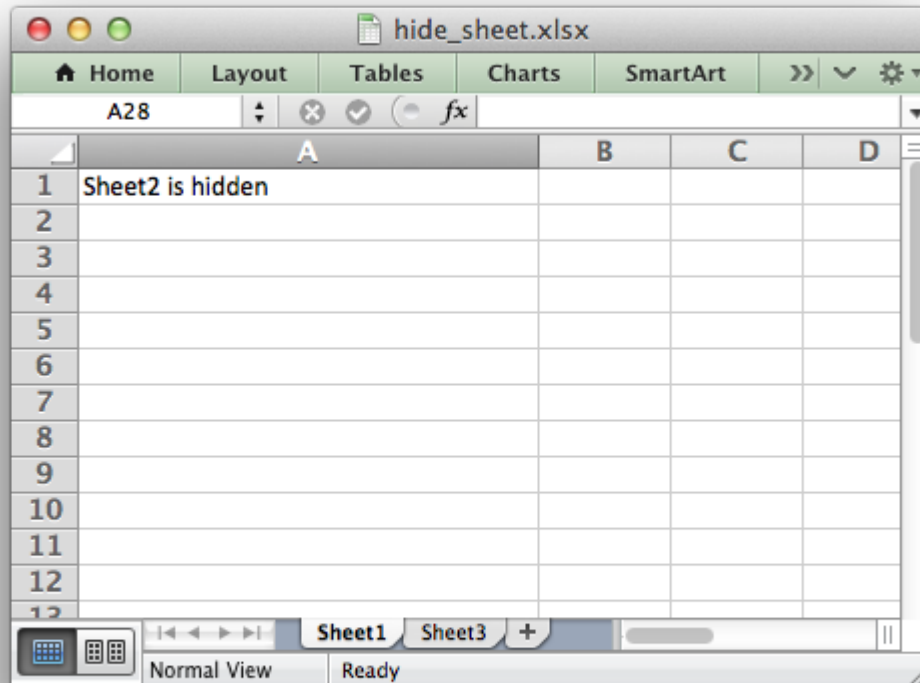 hide_sheet.xlsx
Home Layout Tables Charts SmartArt
A28 fx
A B C D
1 Sheet2 is hidden
2
3
4
5
6
7
8
9
10
11
12
13
Sheet1 Sheet3 +
Normal View Ready